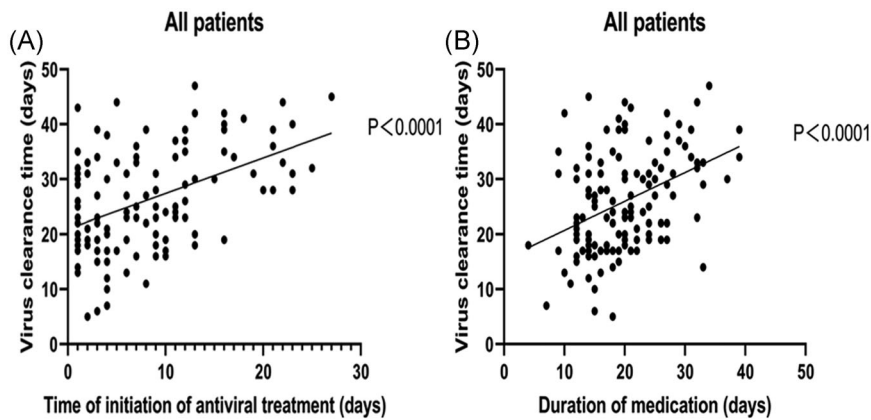 All patients
(A)
Virus clearance time (days)
50
40
30
20
10
0
P<0.0001
0
10
20
30
Time of initiation of antiviral treatment (days)
All patients
(B)
Virus clearance time (days)
50
40
30
20
10
0
P<0.0001
0
10
20
30
40
50
Duration of medication (days)